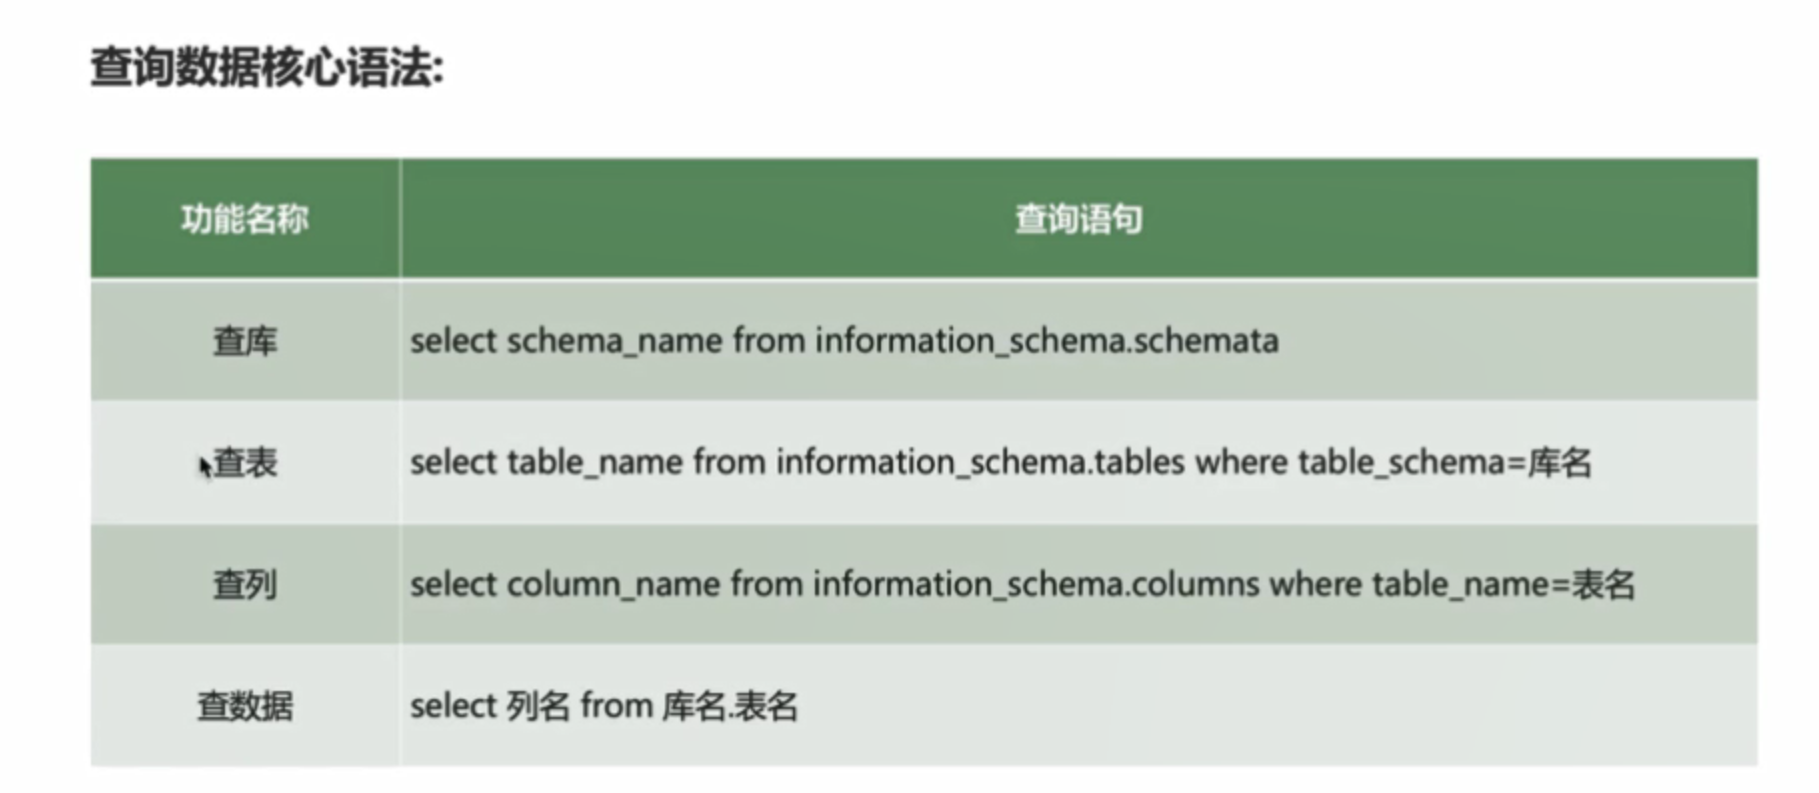 查询数据核心语法:
功能名称 查询语句
查库 select schema_name from information_schema.schemata
查表 select table_name from information_schema.tables where table_schema=库名
查列 select column_name from information_schema.columns where table_name=表名
查数据 select 列名 from 库名.表名